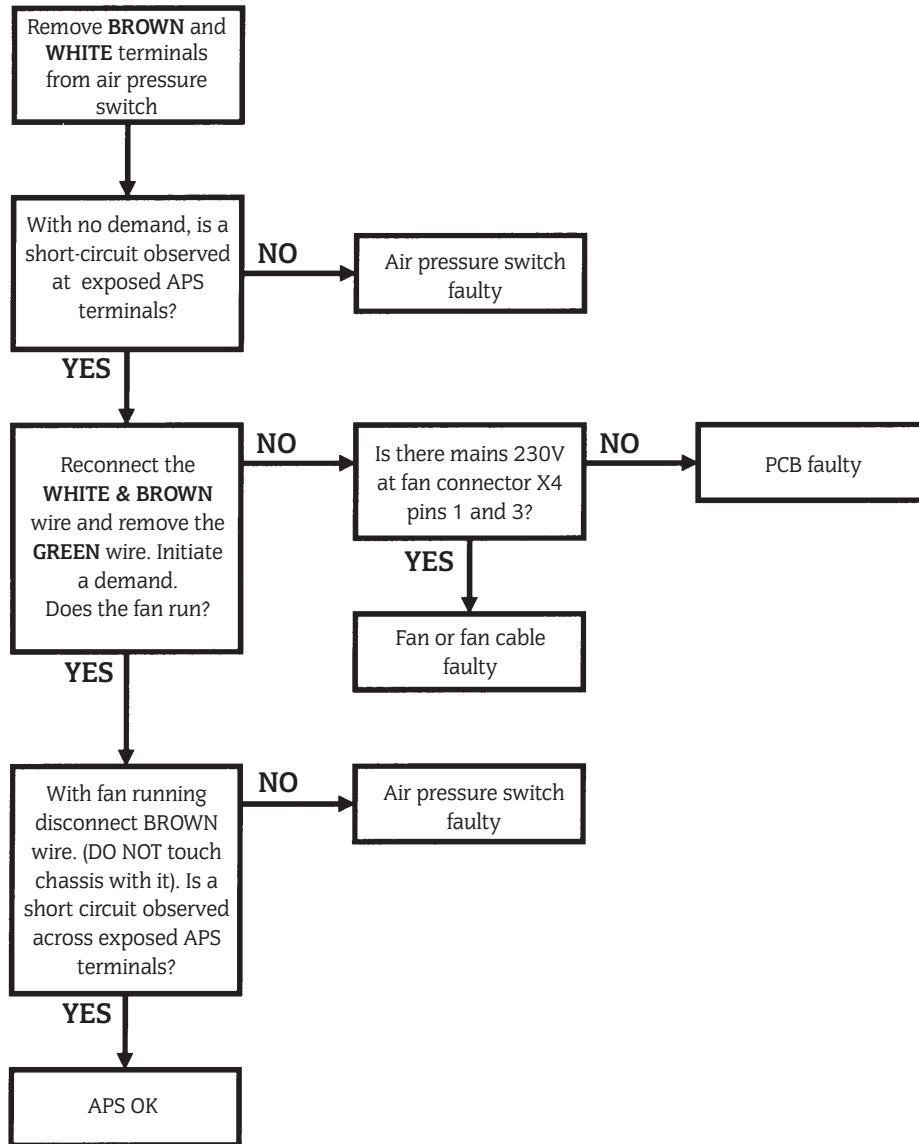 Remove BROWN and
WHITE terminals
from air pressure
switch
With no demand, is a
short-circuit observed
at exposed APS
terminals?
NO
Air pressure switch
faulty
YES
Reconnect the
WHITE & BROWN
wire and remove the
GREEN wire. Initiate
a demand.
Does the fan run?
NO
Is there mains 230V
at fan connector X4
pins 1 and 3?
NO
PCB faulty
YES
Fan or fan cable
faulty
YES
With fan running
disconnect BROWN
wire. (DO NOT touch
chassis with it). Is a
short circuit observed
across exposed APS
terminals?
NO
Air pressure switch
faulty
YES
APS OK